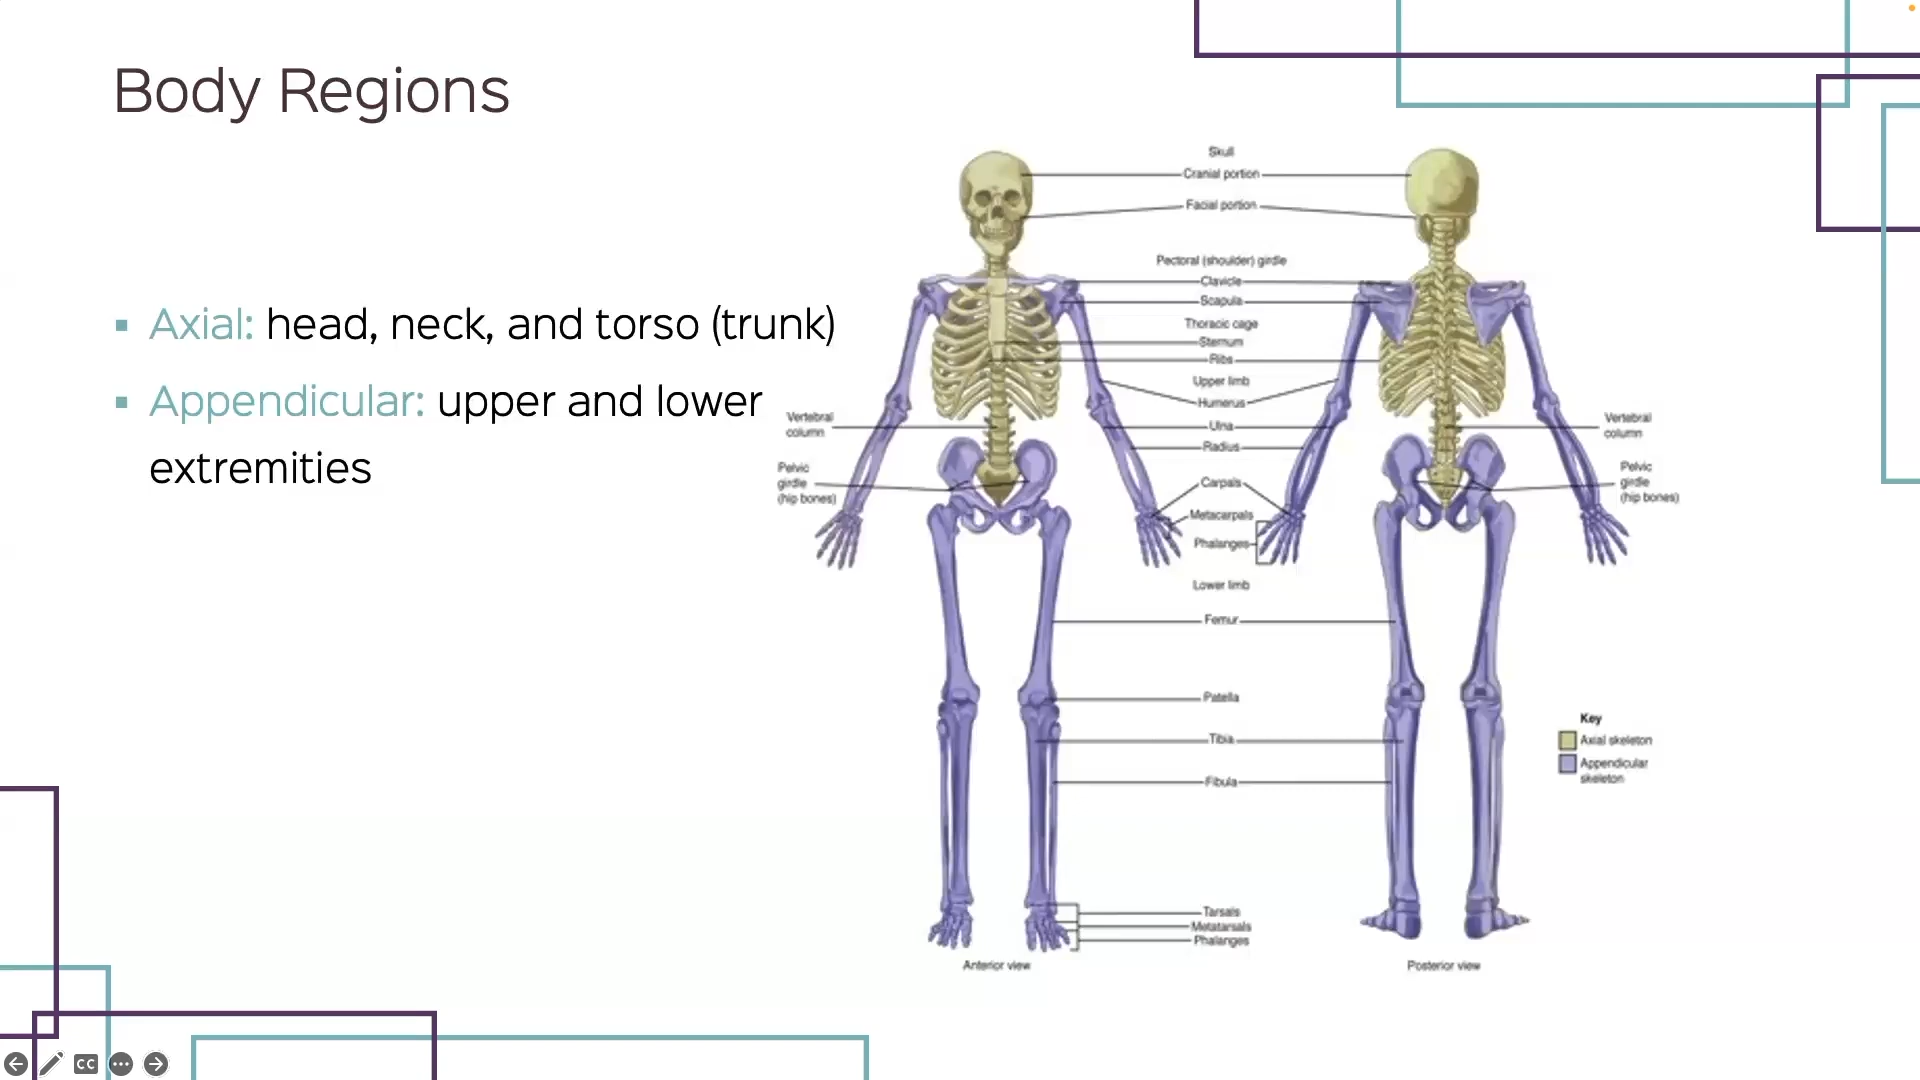 Body Regions
▪ Axial: head, neck, and torso (trunk)
▪ Appendicular: upper and lower
extremities
Skull
Cranial portion
Facial portion
Pectoral (shoulder) girdle
Clavicle
Scapula
Thoracic cage
Sternum
Ribs
Upper limb
Humerus
Ulna
Radius
Carpals
Metacarpals
Phalanges
Lower limb
Femur
Patella
Tibia
Fibula
Tarsals
Metatarsals
Phalanges
Vertebral
column
Pelvic
girdle
(hip bones)
Vertebral
column
Pelvic
girdle
(hip bones)
Key
Axial skeleton
Appendicular
skeleton
Anterior view
Posterior view
CC